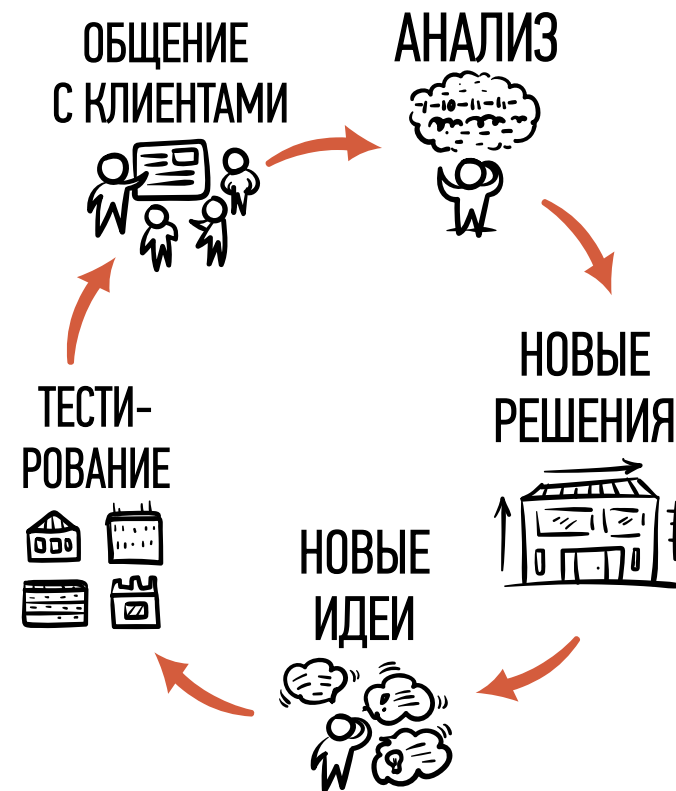 ОБЩЕНИЕ
С КЛИЕНТАМИ
АНАЛИЗ
НОВЫЕ
РЕШЕНИЯ
НОВЫЕ
ИДЕИ
ТЕСТИ-
РОВАНИЕ